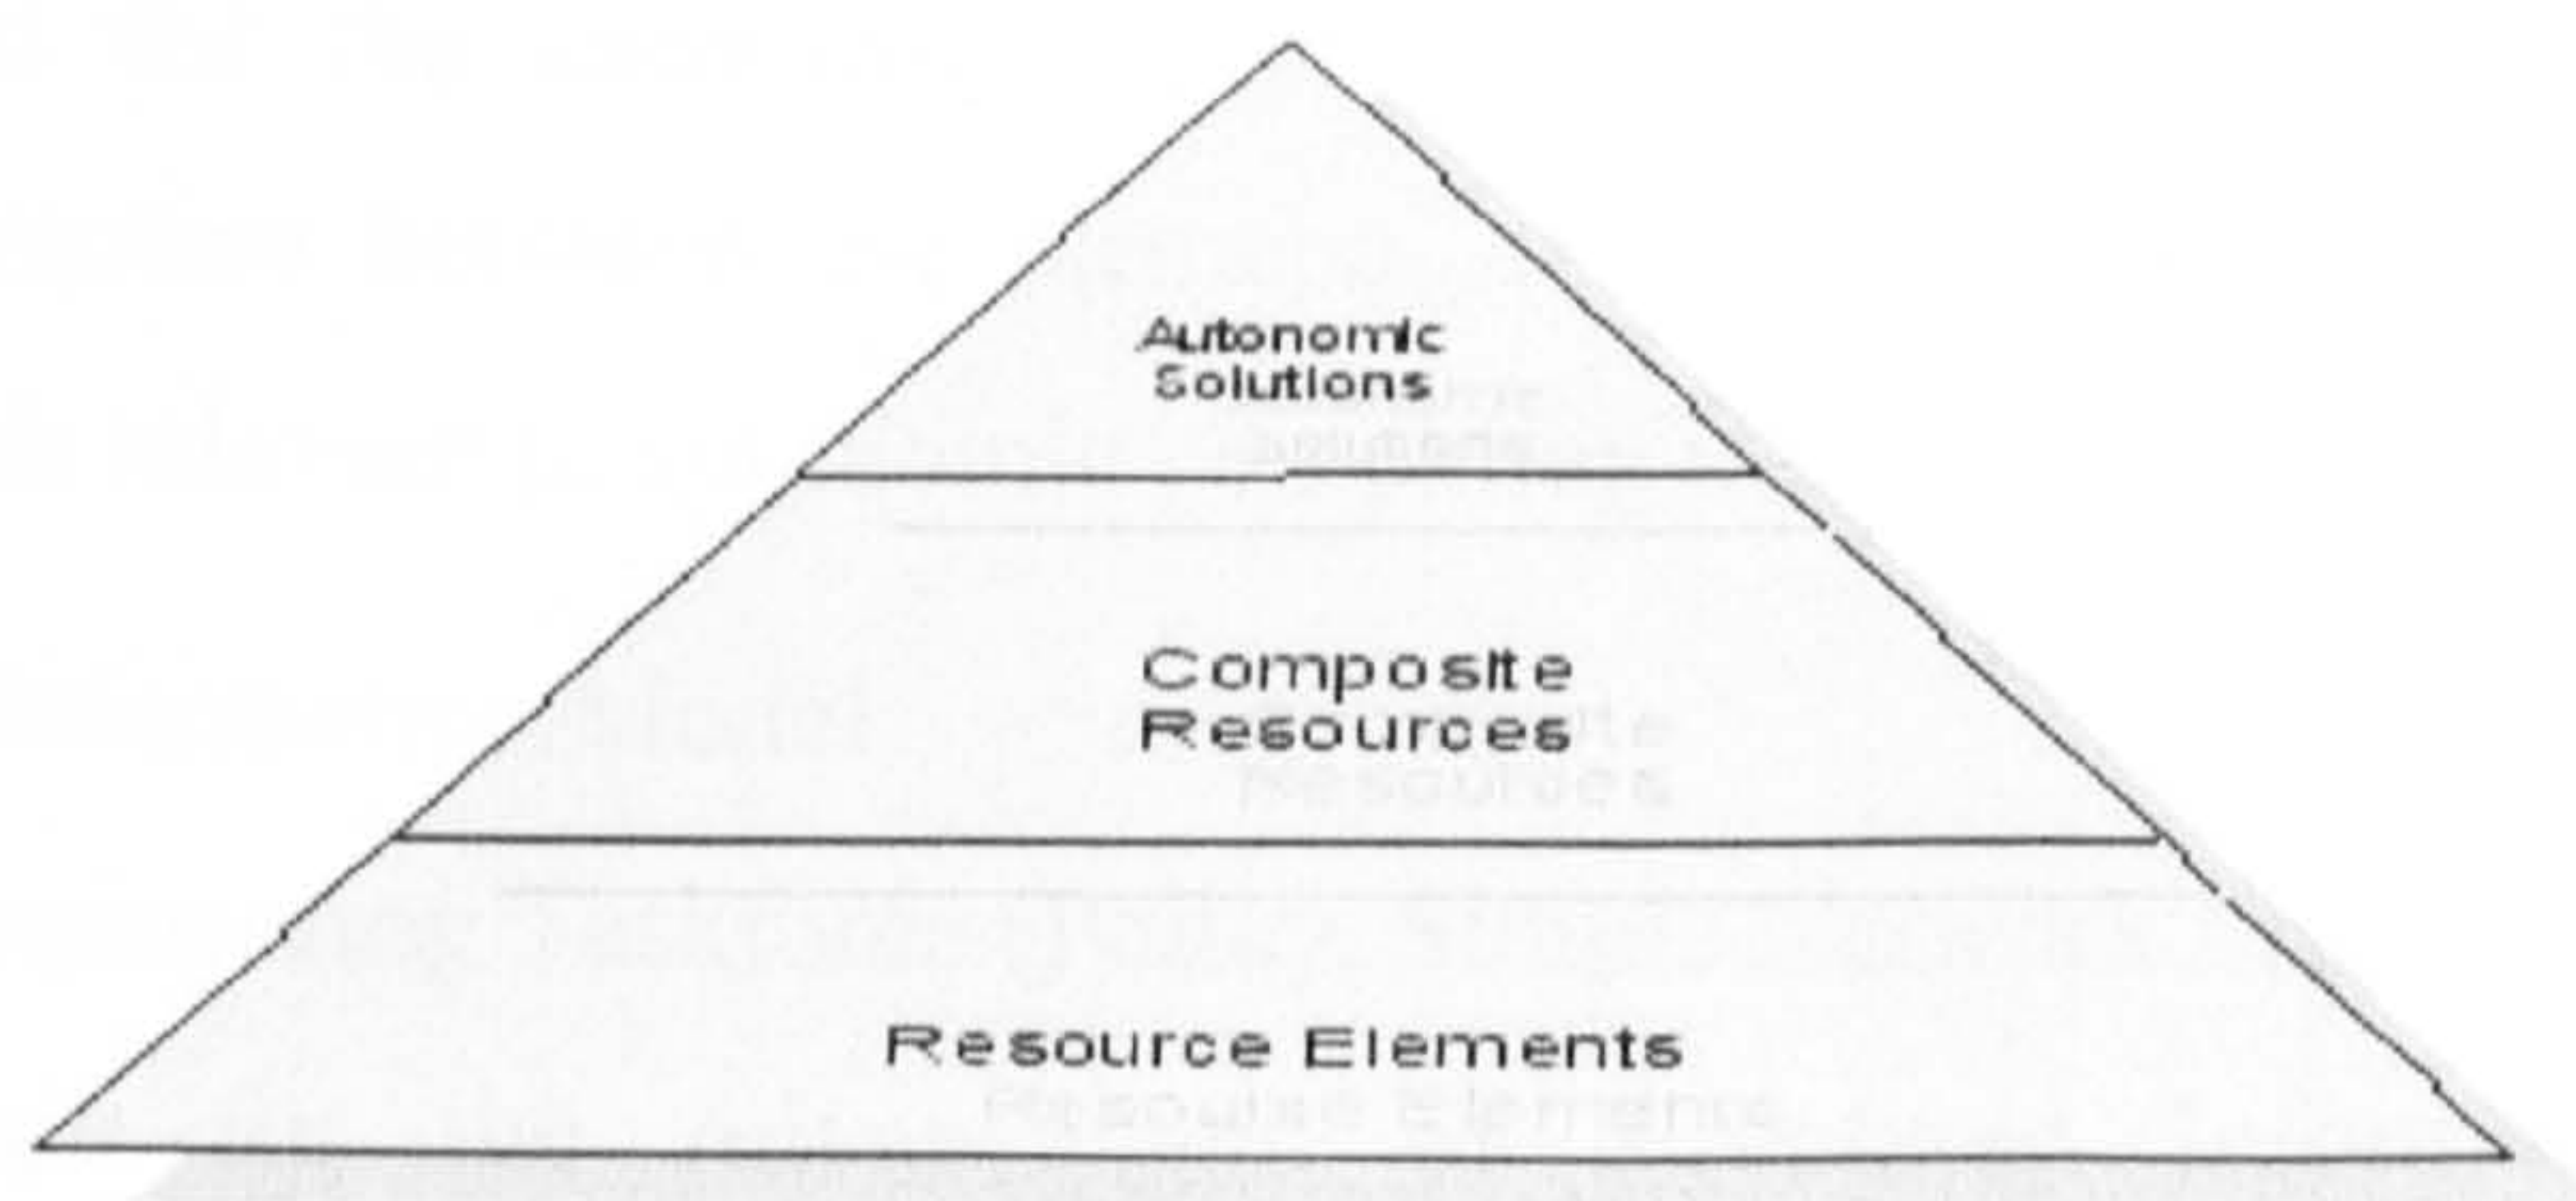 Autonomic
Solutions
Composite
Resources
Resource Elements